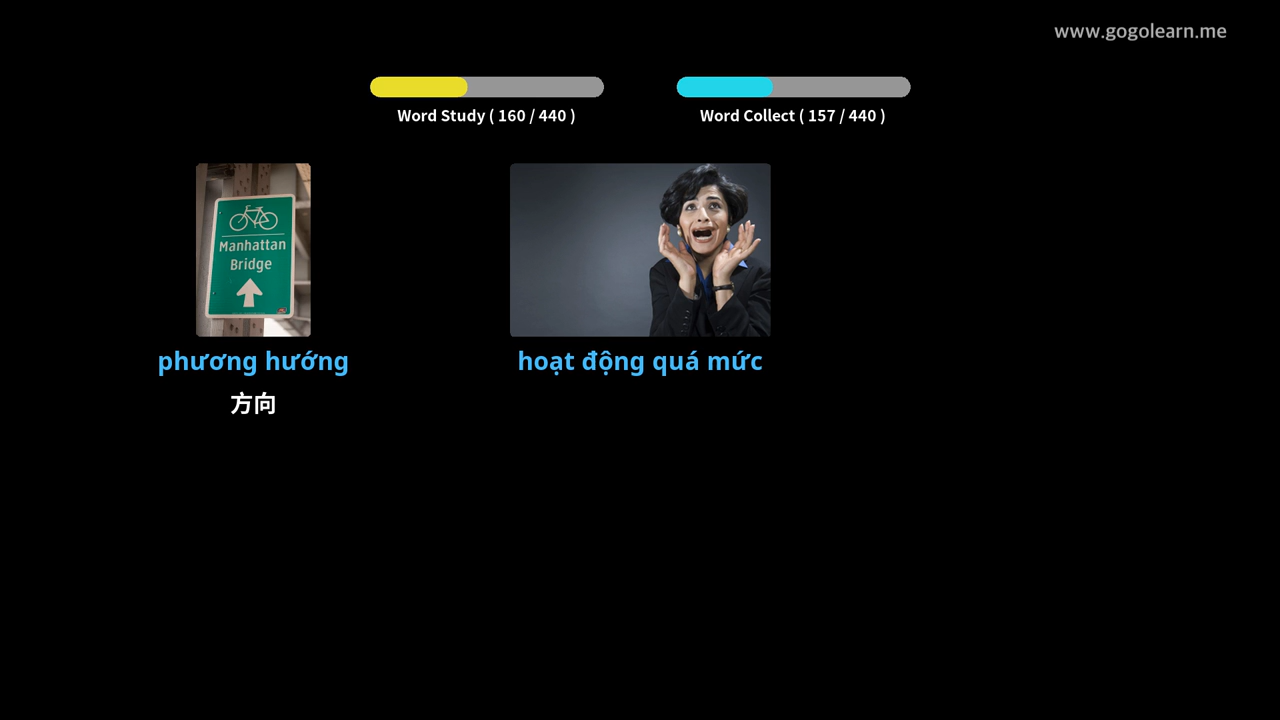 www.gogolearn.me
Word Study ( 160 / 440 )
Word Collect ( 157 / 440 )
Manhattan
Bridge
phương hướng
hoạt động quá mức
方向